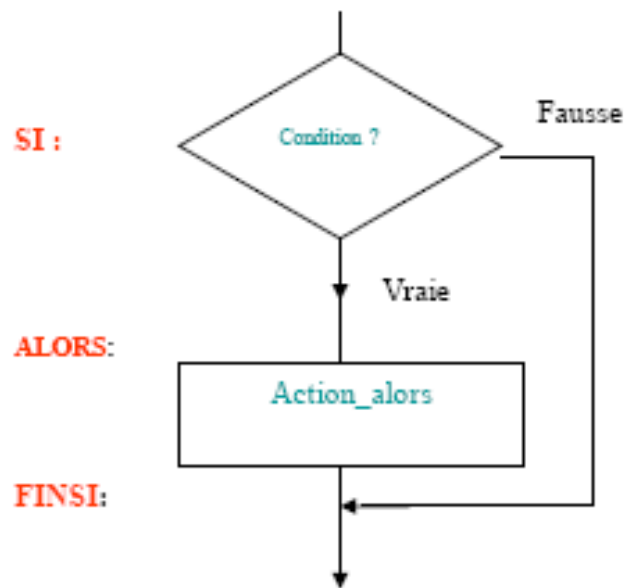 Fausse
SI :
Condition ?
Vraie
ALORS:
Action_alors
FINSI: